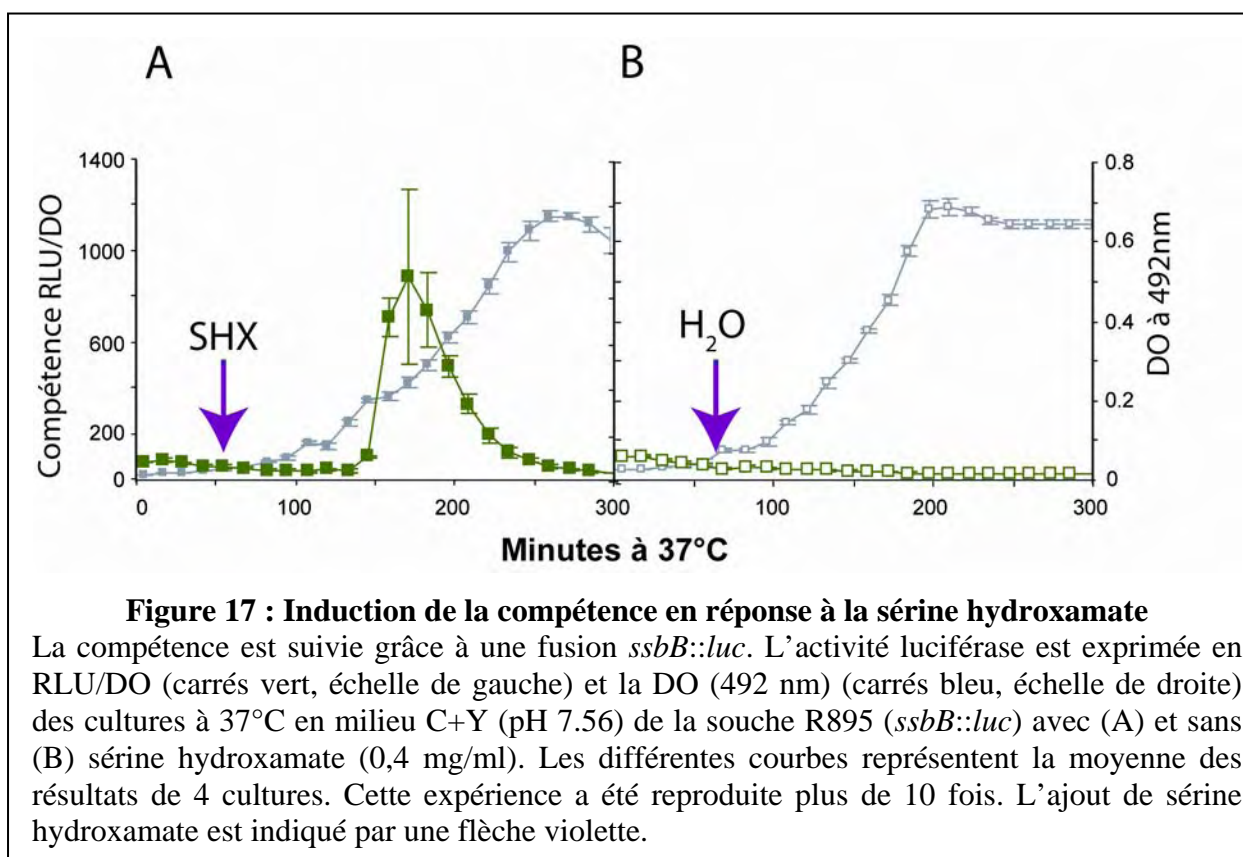 A
B
1400
1000
600
200
0
Compétence RLU/DO
SHX
H2O
0.8
0.6
0.4
0.2
0
DO à 492nm
0 100 200 300 100 200 300
Minutes à 37°C
Figure 17 : Induction de la compétence en réponse à la sérine hydroxamate
La compétence est suivie grâce à une fusion ssbB::luc. L'activité luciférase est exprimée en
RLU/DO (carrés vert, échelle de gauche) et la DO (492 nm) (carrés bleu, échelle de droite)
des cultures à 37°C en milieu C+Y (pH 7.56) de la souche R895 (ssbB::luc) avec (A) et sans
(B) sérine hydroxamate (0,4 mg/ml). Les différentes courbes représentent la moyenne des
résultats de 4 cultures. Cette expérience a été reproduite plus de 10 fois. L'ajout de sérine
hydroxamate est indiqué par une flèche violette.